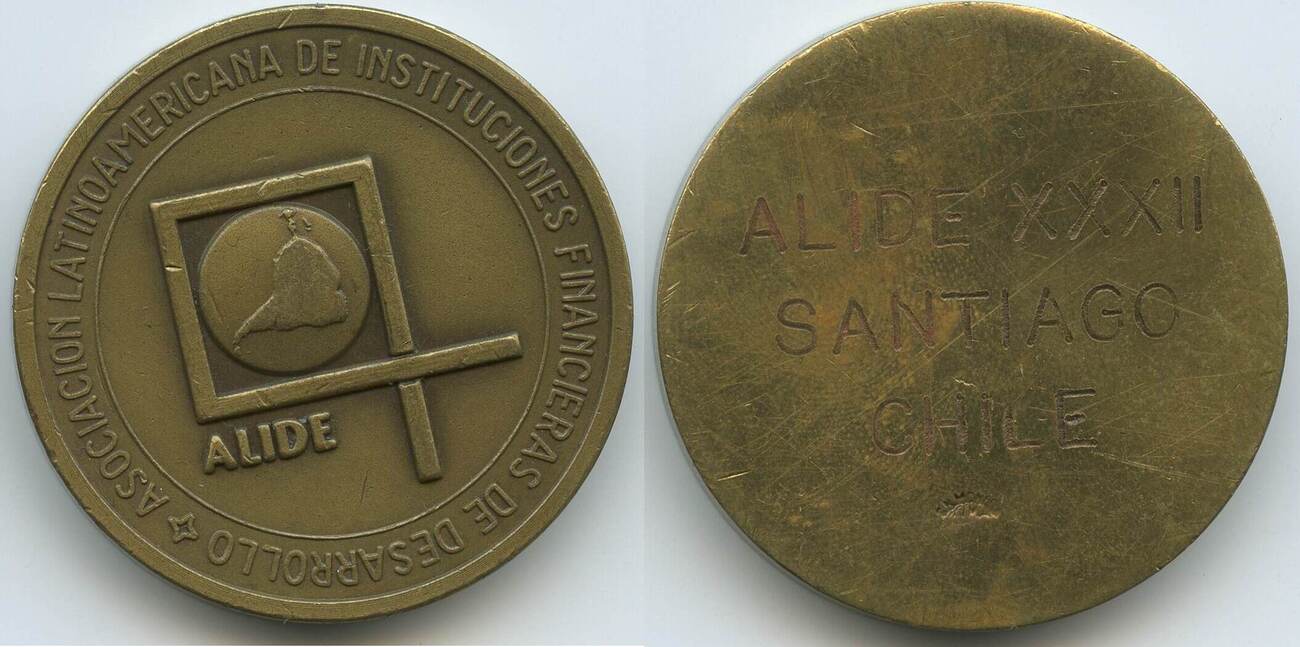 ASOCIACION LATINOAMERICANA DE INSTITUCIONES FINANCIERAS DE DESARROLLO
ALIDE
ALIDE XXXII
SANTIAGO
CHILE